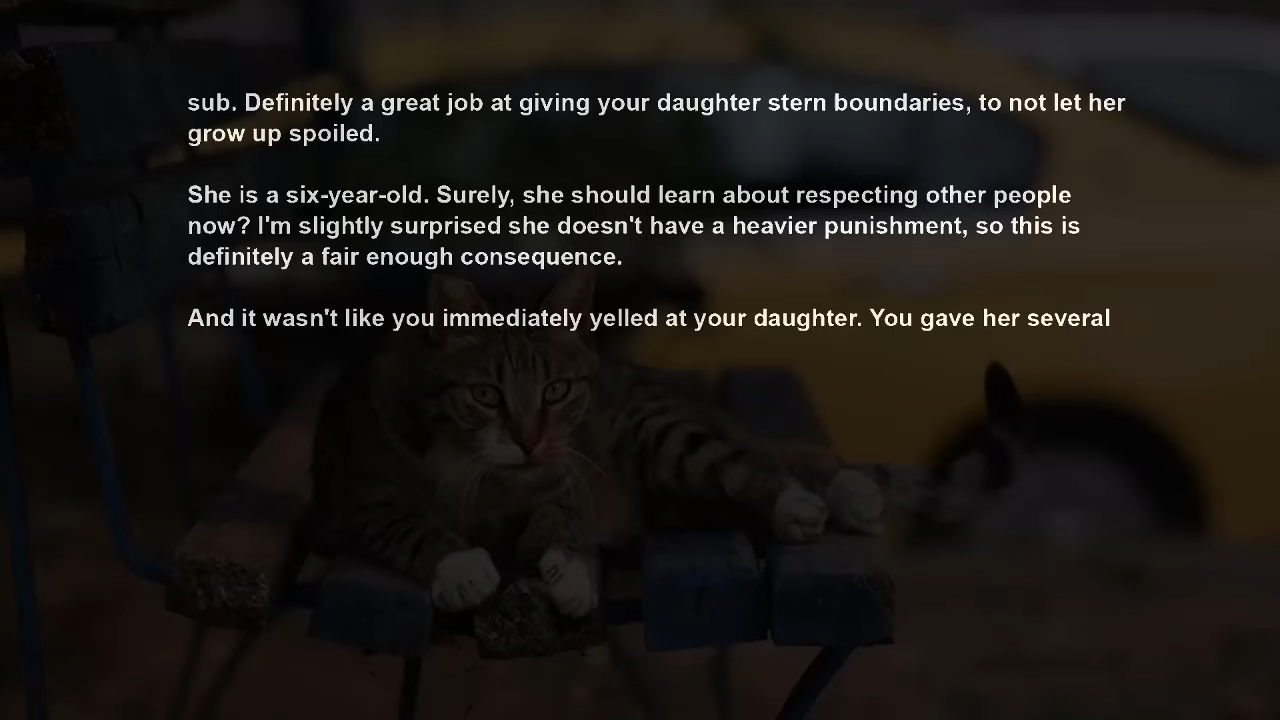 sub. Definitely a great job at giving your daughter stern boundaries, to not let her
grow up spoiled.
She is a six-year-old. Surely, she should learn about respecting other people
now? I'm slightly surprised she doesn't have a heavier punishment, so this is
definitely a fair enough consequence.
And it wasn't like you immediately yelled at your daughter. You gave her several